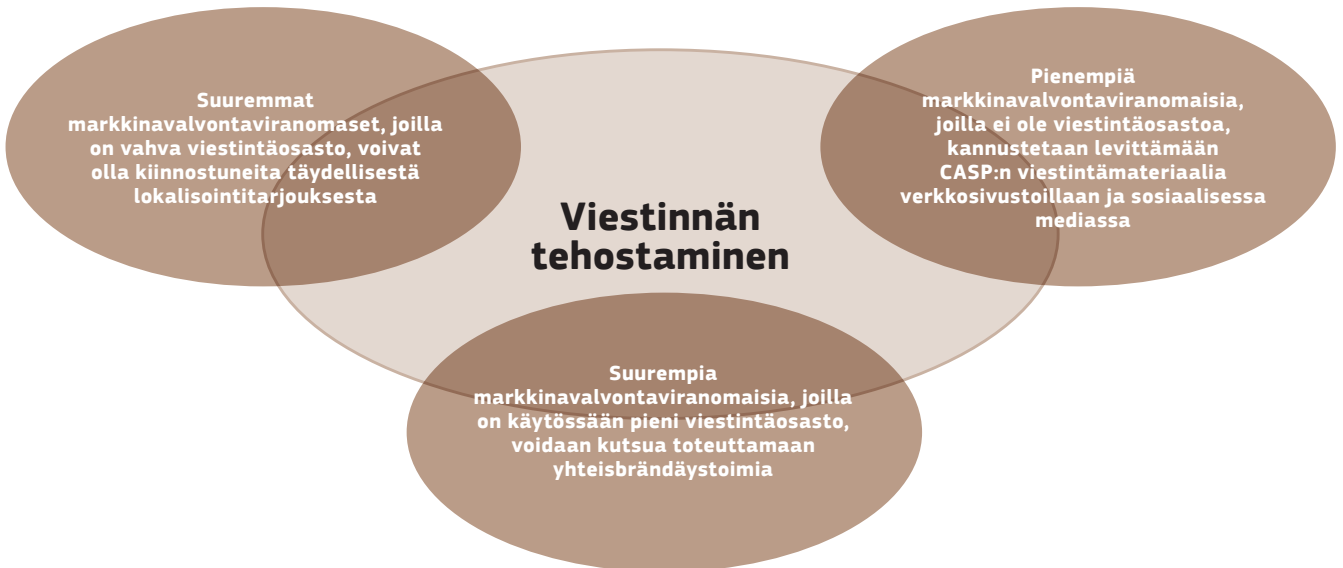 Suuremmat
markkinavalvontaviranomaset, joilla
on vahva viestintäosasto, voivat
olla kiinnostuneita täydellisestä
lokalisointitarjouksesta
Pienempiä
markkinavalvontaviranomaisia,
joilla ei ole viestintäosastoa,
kannustetaan levittämään
CASP:n viestintämateriaalia
verkkosivustoillaan ja sosiaalisessa
mediassa
Viestinnän
tehostaminen
Suurempia
markkinavalvontaviranomaisia, joilla
on käytössään pieni viestintäosasto,
voidaan kutsua toteuttamaan
yhteisbrändäystoimia